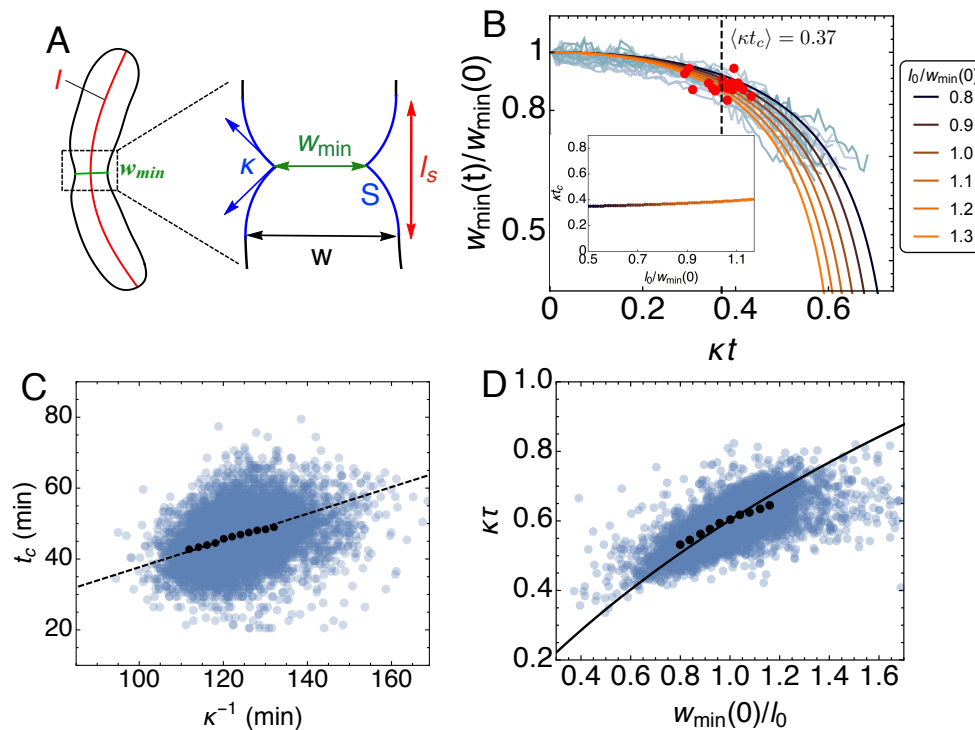 A
l
w_min
κ
w_min
S
l_s
w
B
⟨κt_c⟩ = 0.37
w_min(t)/w_min(0)
1
0.8
0.5
0.8
0.6
0.4
0.2
0
κt_c
0.5 0.7 0.9 1.1
l_0/w_min(0)
0 0.2 0.4 0.6
κt
l_0/w_min(0)
0.8
0.9
1.0
1.1
1.2
1.3
C
t_c (min)
80
60
40
20
100 120 140 160
κ^-1 (min)
D
κτ
1.0
0.8
0.6
0.4
0.2
0.4 0.6 0.8 1.0 1.2 1.4 1.6
w_min(0)/l_0